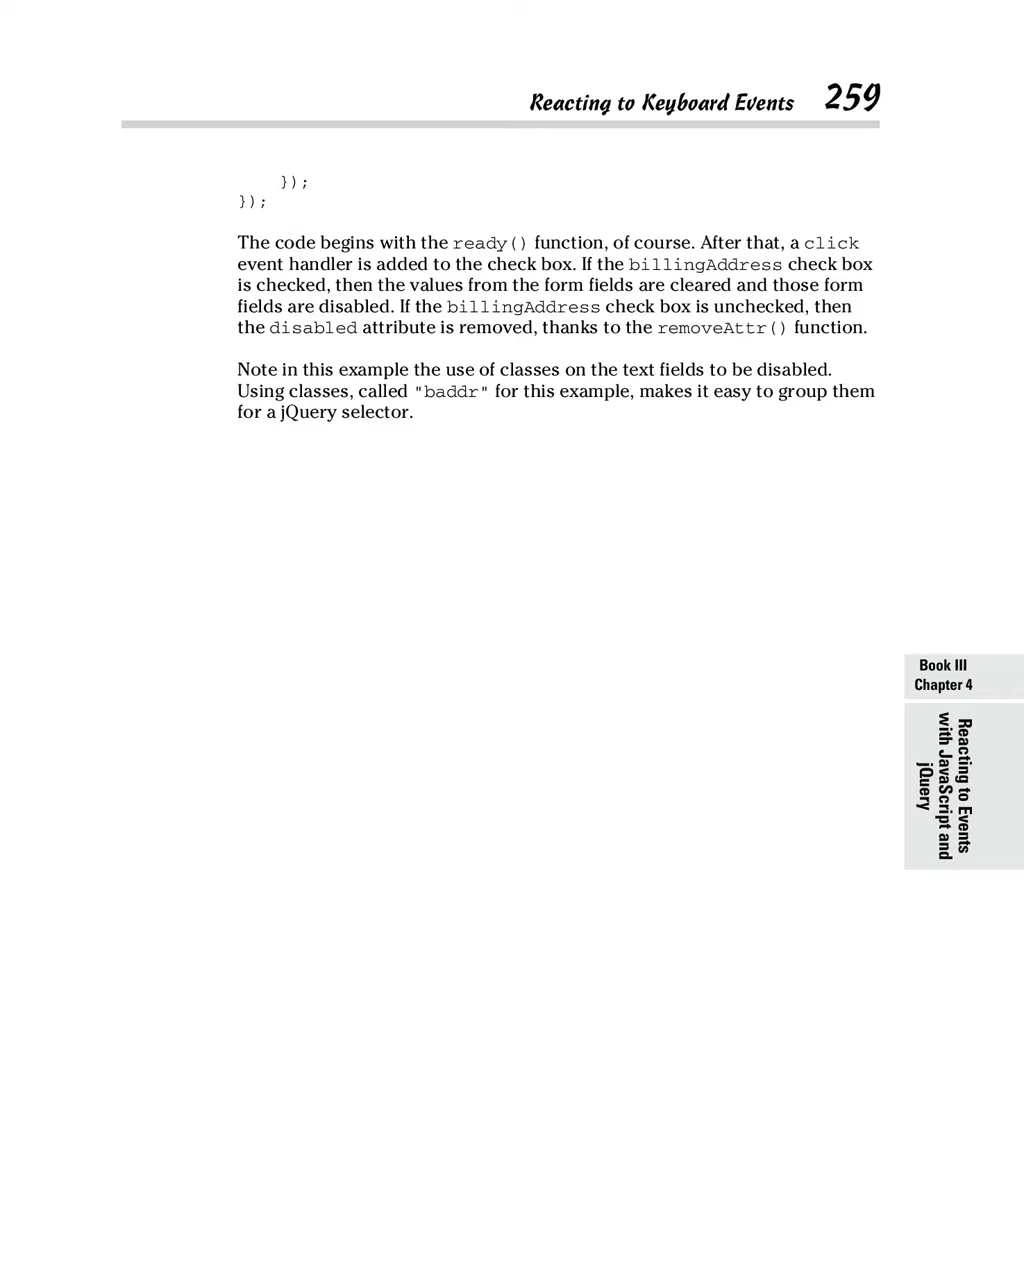 Reacting to Keyboard Events 259
});
});
The code begins with the ready() function, of course. After that, a click
event handler is added to the check box. If the billingAddress check box
is checked, then the values from the form fields are cleared and those form
fields are disabled. If the billingAddress check box is unchecked, then
the disabled attribute is removed, thanks to the removeAttr() function.
Note in this example the use of classes on the text fields to be disabled.
Using classes, called "baddr" for this example, makes it easy to group them
for a jQuery selector.
Book III
Chapter 4
Reacting to Events
with JavaScript and
jQuery